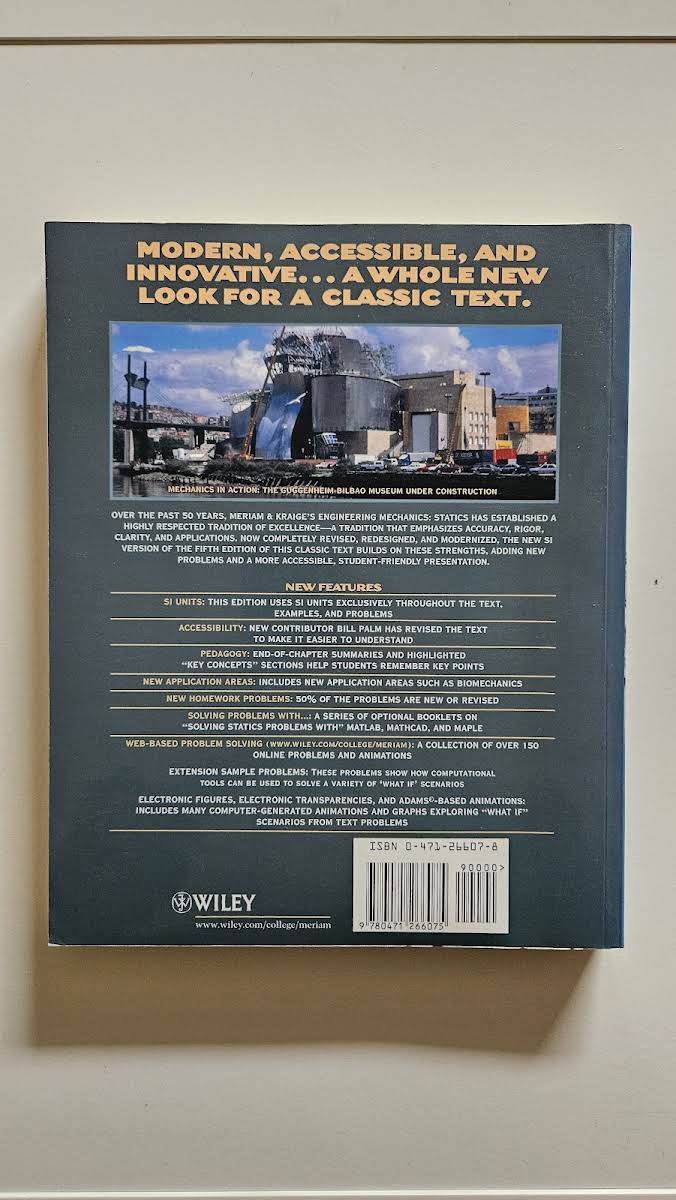 MODERN, ACCESSIBLE, AND
INNOVATIVE... A WHOLE NEW
LOOK FOR A CLASSIC TEXT.
MECHANICS IN ACTION: THE GUGGENHEIM-BILBAO MUSEUM UNDER CONSTRUCTION
OVER THE PAST 50 YEARS, MERIAM & KRAIGE'S ENGINEERING MECHANICS: STATICS HAS ESTABLISHED A
HIGHLY RESPECTED TRADITION OF EXCELLENCE—A TRADITION THAT EMPHASIZES ACCURACY, RIGOR,
CLARITY, AND APPLICATIONS. NOW COMPLETELY REVISED, REDESIGNED, AND MODERNIZED, THE NEW SI
VERSION OF THE FIFTH EDITION OF THIS CLASSIC TEXT BUILDS ON THESE STRENGTHS, ADDING NEW
PROBLEMS AND A MORE ACCESSIBLE, STUDENT-FRIENDLY PRESENTATION.
NEW FEATURES
SI UNITS: THIS EDITION USES SI UNITS EXCLUSIVELY THROUGHOUT THE TEXT,
EXAMPLES, AND PROBLEMS
ACCESSIBILITY: NEW CONTRIBUTOR BILL PALM HAS REVISED THE TEXT
TO MAKE IT EASIER TO UNDERSTAND
PEDAGOGY: END-OF-CHAPTER SUMMARIES AND HIGHLIGHTED
"KEY CONCEPTS" SECTIONS HELP STUDENTS REMEMBER KEY POINTS
NEW APPLICATION AREAS: INCLUDES NEW APPLICATION AREAS SUCH AS BIOMECHANICS
NEW HOMEWORK PROBLEMS: 50% OF THE PROBLEMS ARE NEW OR REVISED
SOLVING PROBLEMS WITH...: A SERIES OF OPTIONAL BOOKLETS ON
"SOLVING STATICS PROBLEMS WITH" MATLAB, MATHCAD, AND MAPLE
WEB-BASED PROBLEM SOLVING (WWW.WILEY.COM/COLLEGE/MERIAM): A COLLECTION OF OVER 150
ONLINE PROBLEMS AND ANIMATIONS
EXTENSION SAMPLE PROBLEMS: THESE PROBLEMS SHOW HOW COMPUTATIONAL
TOOLS CAN BE USED TO SOLVE A VARIETY OF 'WHAT IF' SCENARIOS
ELECTRONIC FIGURES, ELECTRONIC TRANSPARENCIES, AND ADAMS®-BASED ANIMATIONS:
INCLUDES MANY COMPUTER-GENERATED ANIMATIONS AND GRAPHS EXPLORING "WHAT IF"
SCENARIOS FROM TEXT PROBLEMS
ISBN 0-471-26607-8
90000>
9 780471 266075
WILEY
www.wiley.com/college/meriam